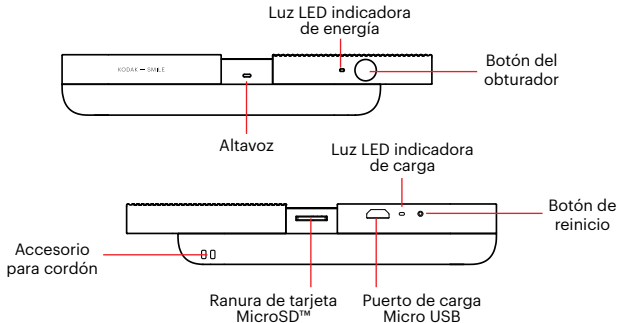 Luz LED indicadora
de energía
KODAK — SMILE
Botón del
obturador
Altavoz
Luz LED indicadora
de carga
Botón de
reinicio
Accesorio
para cordón
Ranura de tarjeta
MicroSD™
Puerto de carga
Micro USB